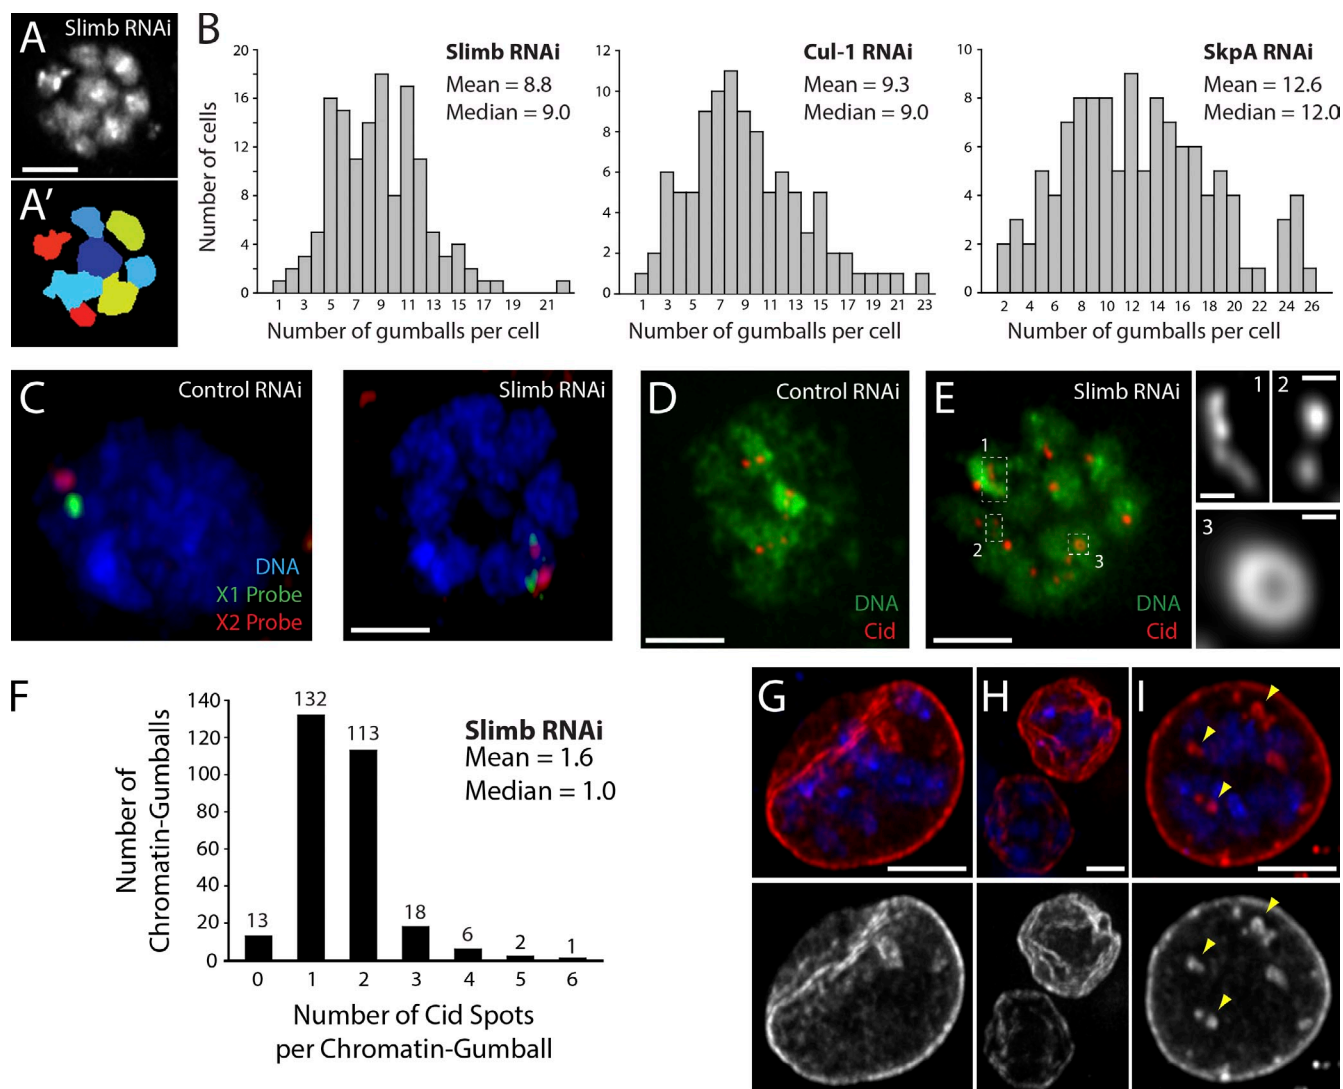 A
Slimb RNAi
A′
B
Number of cells
20
16
12
8
4
0
Slimb RNAi
Mean = 8.8
Median = 9.0
1 3 5 7 9 11 13 15 17 19 21
Number of gumballs per cell
12
10
8
6
4
2
0
Cul-1 RNAi
Mean = 9.3
Median = 9.0
1 3 5 7 9 11 13 15 17 19 21 23
Number of gumballs per cell
10
8
6
4
2
0
SkpA RNAi
Mean = 12.6
Median = 12.0
2 4 6 8 10 12 14 16 18 20 22 24 26
Number of gumballs per cell
C
Control RNAi
DNA
X1 Probe
X2 Probe
Slimb RNAi
D
Control RNAi
DNA
Cid
E
Slimb RNAi
1
2
3
DNA
Cid
1
2
3
F
Number of
Chromatin-Gumballs
140
120
100
80
60
40
20
0
132
113
13
18
6
2
1
Slimb RNAi
Mean = 1.6
Median = 1.0
0 1 2 3 4 5 6
Number of Cid Spots
per Chromatin-Gumball
G
H
I